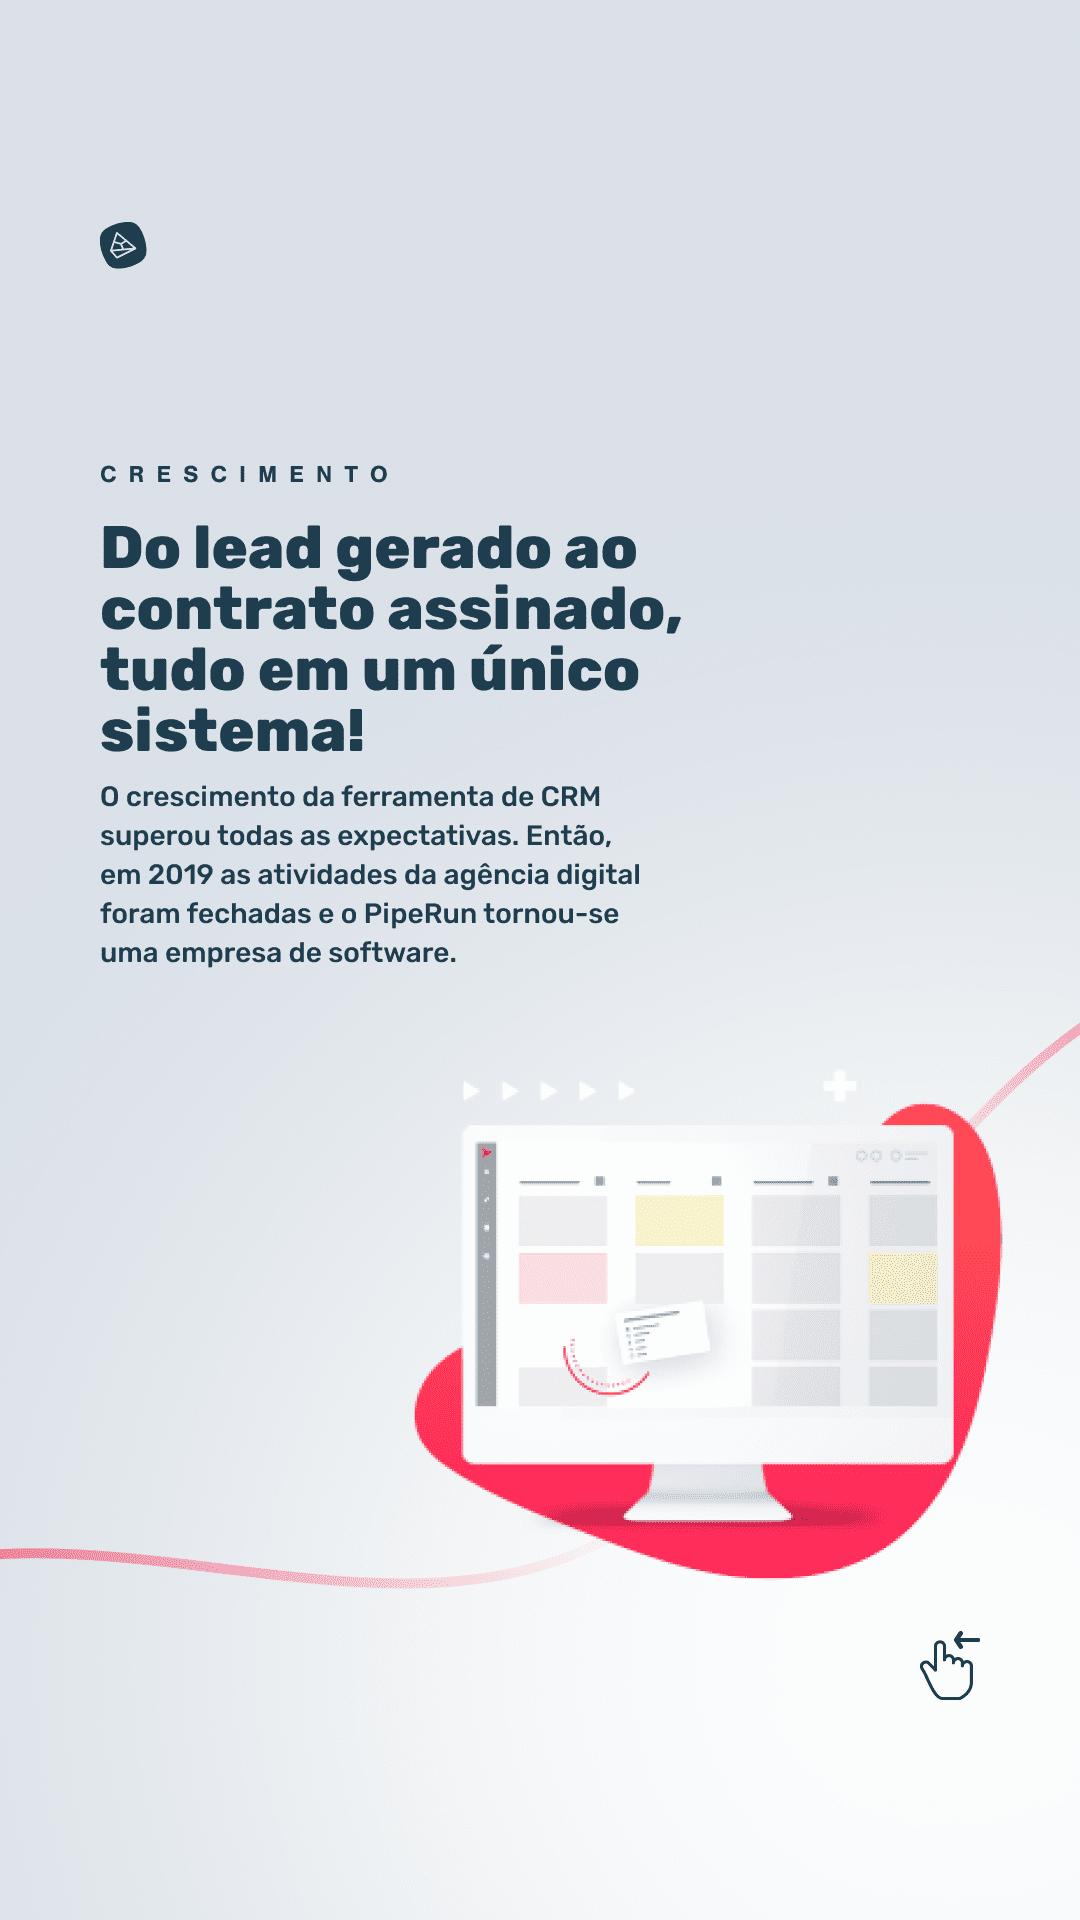 CRESCIMENTO
Do lead gerado ao
contrato assinado,
tudo em um único
sistema!
O crescimento da ferramenta de CRM
superou todas as expectativas. Então,
em 2019 as atividades da agência digital
foram fechadas e o PipeRun tornou-se
uma empresa de software.